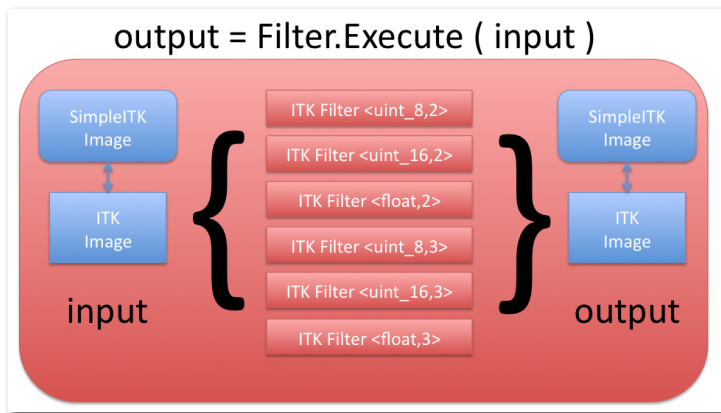 output = Filter.Execute ( input )
SimpleITK
Image
ITK
Image
input
{
ITK Filter <uint_8,2>
ITK Filter <uint_16,2>
ITK Filter <float,2>
ITK Filter <uint_8,3>
ITK Filter <uint_16,3>
ITK Filter <float,3>
}
SimpleITK
Image
ITK
Image
output